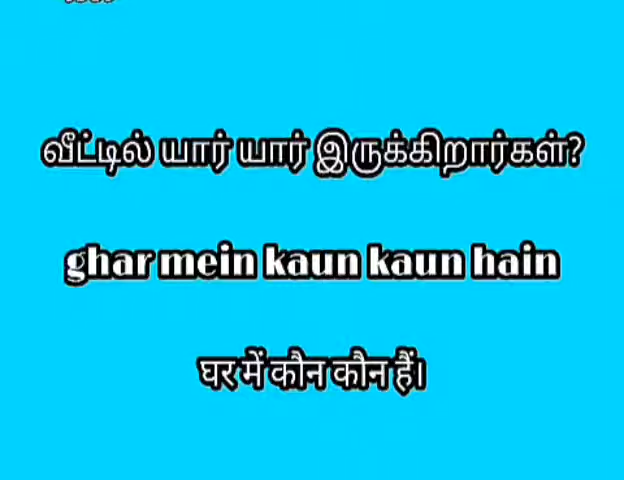 வீட்டில் யார் யார் இருக்கிறார்கள்?
ghar mein kaun kaun hain
घर में कौन कौन हैं।